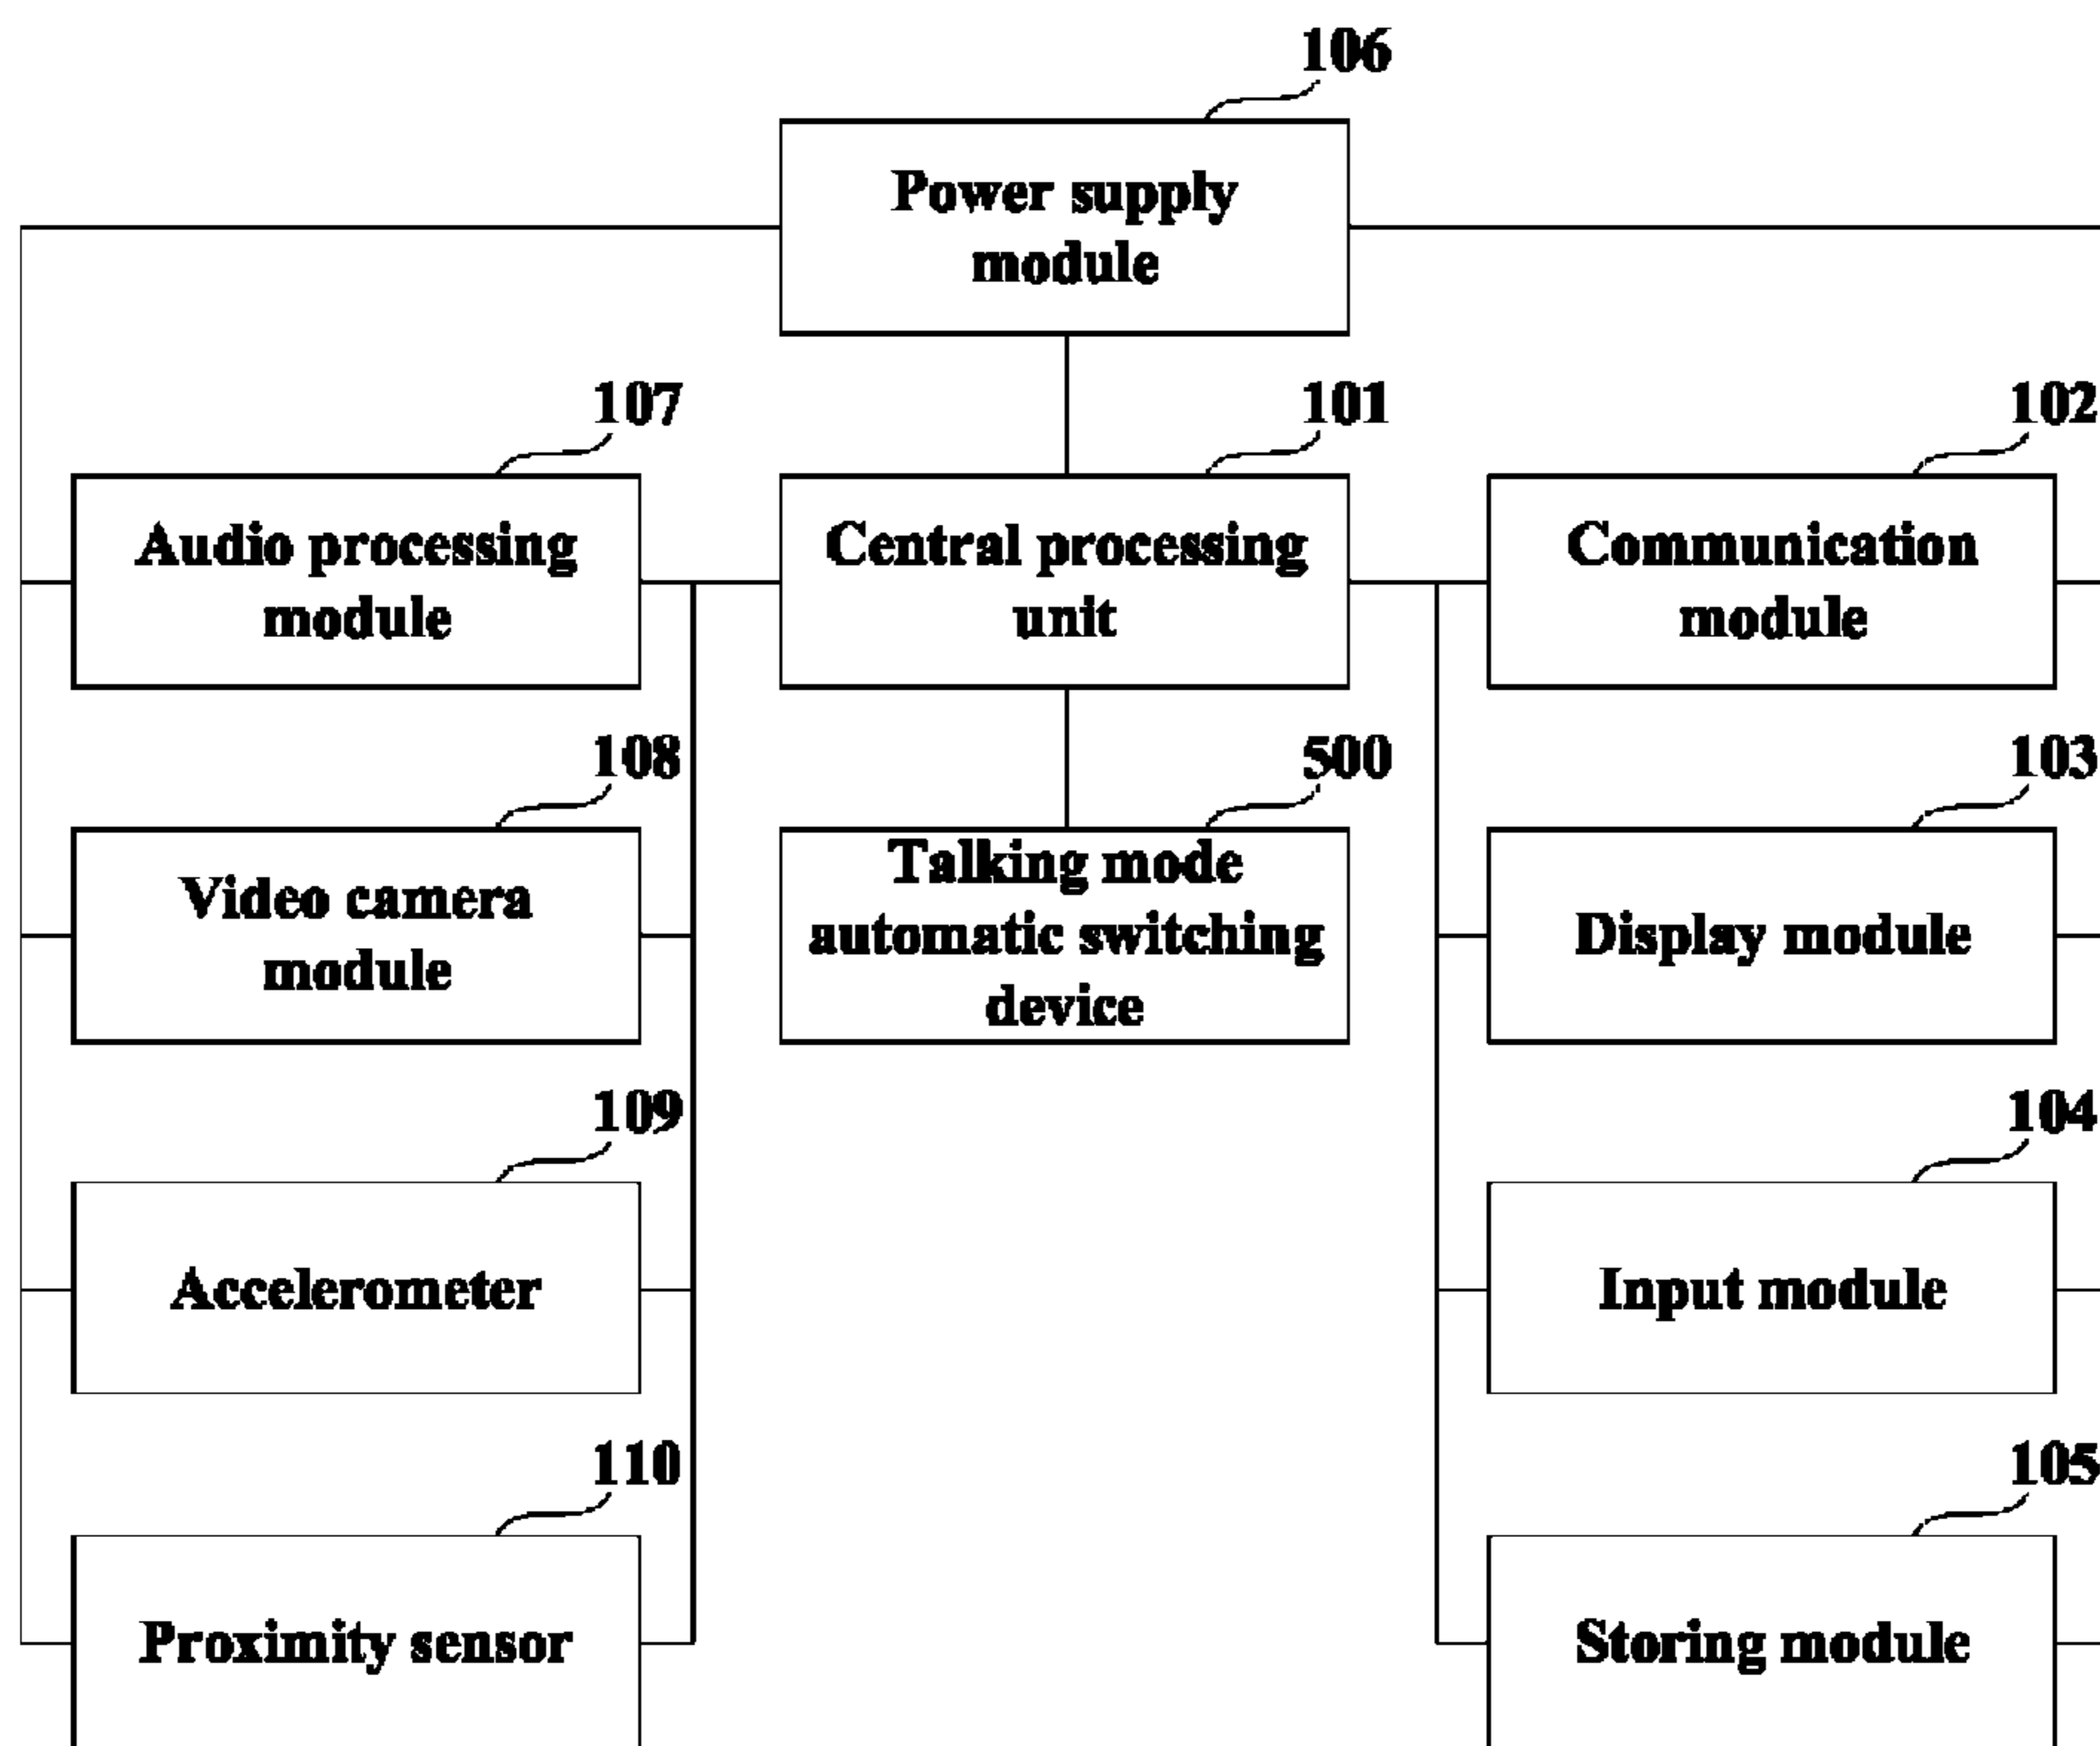 106
Power supply
module
107
101
102
Audio processing
module
Central processing
unit
Communication
module
108
500
103
Video camera
module
Talking mode
automatic switching
device
Display module
109
104
Accelerometer
Input module
110
105
Proximity sensor
Storing module